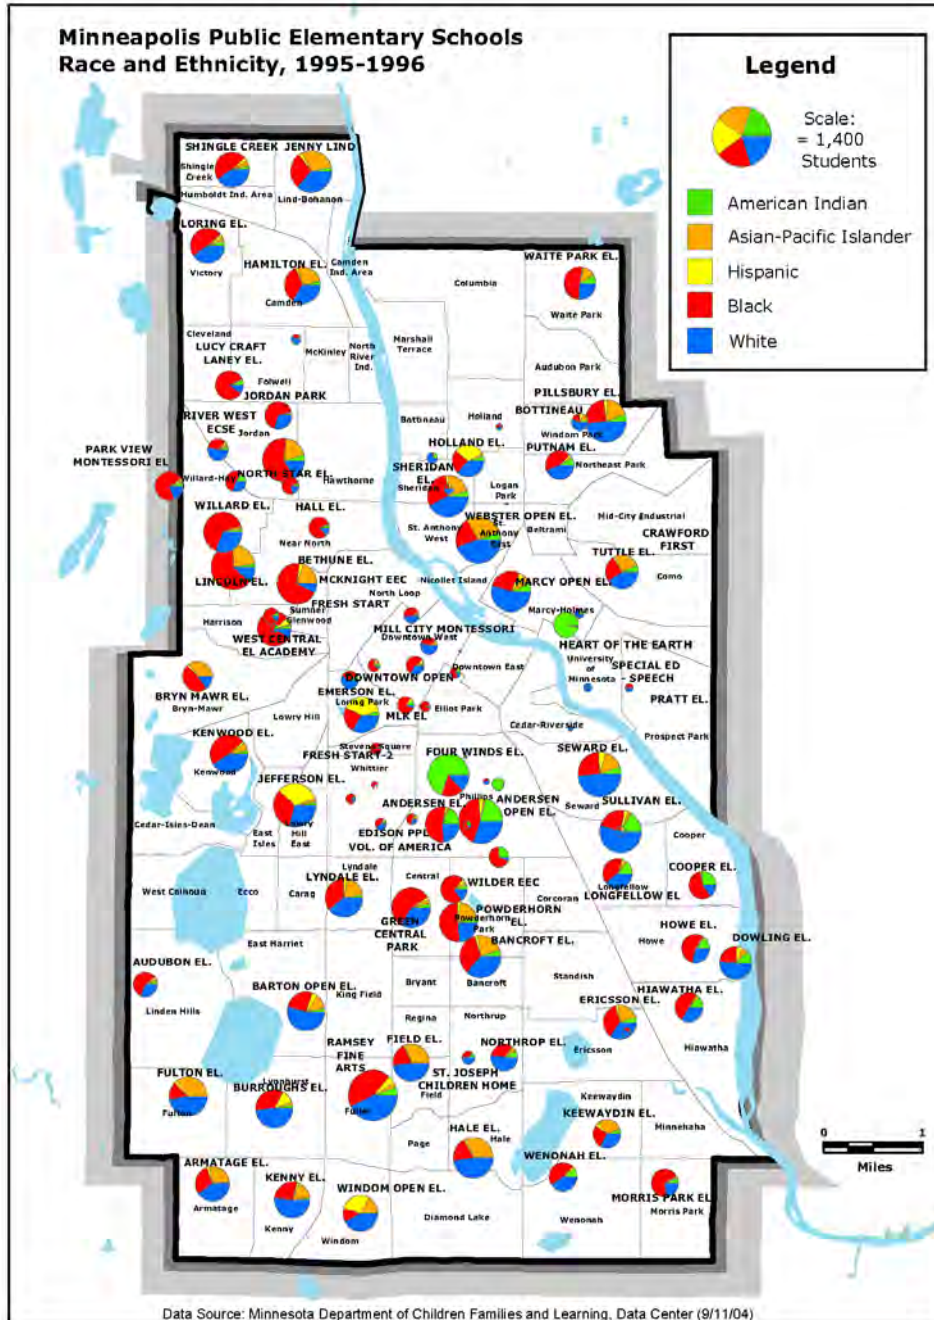 Minneapolis Public Elementary Schools
Race and Ethnicity, 1995-1996
Legend
Scale:
= 1,400
Students
American Indian
Asian-Pacific Islander
Hispanic
Black
White
SHINGLE CREEK
JENNY LIND
Shingle
Creek
Humboldt Ind. Area
Lind-Bohanon
LORING EL.
Victory
HAMILTON EL.
Camden
Ind. Area
Camden
Columbia
WAITE PARK EL.
Waite Park
Cleveland
LUCY CRAFT
LANEY EL.
Folwell
McKinley
North
River
Ind.
Marshall
Terrace
Audubon Park
JORDAN PARK
RIVER WEST
ECSE
Jordan
PILLSBURY EL.
BOTTINEAU
Windom Park
Bottineau
Holland
HOLLAND EL.
PUTNAM EL.
Northeast Park
PARK VIEW
MONTESSORI EL
Willard-Hay
NORTH STAR EL.
Hawthorne
SHERIDAN
EL.
Sheridan
Logan
Park
WILLARD EL.
HALL EL.
Near North
WEBSTER OPEN EL.
St. Anthony
West
St.
Anthony
East
Beltrami
Mid-City Industrial
CRAWFORD
FIRST
TUTTLE EL.
Como
LINCOLN EL.
BETHUNE EL.
MCKNIGHT EEC
FRESH START
North Loop
Nicollet Island
MARCY OPEN EL.
Marcy-Holmes
Harrison
Sumner
Glenwood
WEST CENTRAL
EL ACADEMY
MILL CITY MONTESSORI
Downtown West
HEART OF THE EARTH
University
of
Minnesota
SPECIAL ED
- SPEECH
PRATT EL.
BRYN MAWR EL.
Bryn-Mawr
DOWNTOWN OPEN
Downtown East
EMERSON EL.
Loring Park
MLK EL
Elliot Park
Lowry Hill
Cedar-Riverside
Prospect Park
KENWOOD EL.
Kenwood
Stevens Square
FRESH START-2
Whittier
FOUR WINDS EL.
SEWARD EL.
JEFFERSON EL.
Phillips
ANDERSEN EL.
ANDERSEN
OPEN EL.
Seward
SULLIVAN EL.
Cedar-Isles-Dean
East
Isles
Lowry
Hill
East
EDISON PPL
VOL. OF AMERICA
Cooper
Lyndale
LYNDALE EL.
West Calhoun
Ecco
Carag
Central
WILDER EEC
Corcoran
Longfellow
LONGFELLOW EL
COOPER EL.
GREEN
CENTRAL
PARK
POWDERHORN
EL.
Powderhorn
Park
BANCROFT EL.
Bancroft
East Harriet
Howe
HOWE EL.
DOWLING EL.
AUDUBON EL.
Linden Hills
BARTON OPEN EL.
King Field
Bryant
Standish
HIAWATHA EL.
ERICSSON EL.
Regina
Northrup
Ericsson
Hiawatha
RAMSEY
FINE
ARTS
FIELD EL.
NORTHROP EL.
ST. JOSEPH
CHILDREN HOME
Field
FULTON EL.
Fulton
Lynnhurst
BURROUGHS EL.
Fuller
Keewaydin
KEEWAYDIN EL.
Minnehaha
Page
HALE EL.
Hale
WENONAH EL.
Wenonah
ARMATAGE EL.
Armatage
KENNY EL.
Kenny
WINDOM OPEN EL.
Windom
Diamond Lake
MORRIS PARK EL
Morris Park
0 1
Miles
Data Source: Minnesota Department of Children Families and Learning, Data Center (9/11/04)